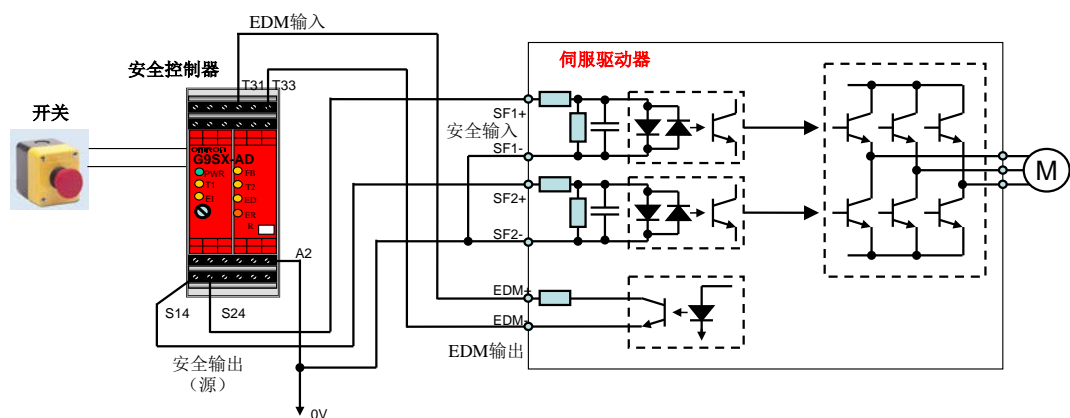 EDM输入
伺服驱动器
安全控制器
T31 T33
开关
SF1+
安全输入
SF1-
OMRON
G9SX-AD
PWR
FB
T1
T2
EI
ED
ER
R
SF2+
SF2-
A2
M
S14
S24
EDM+
EDM-
EDM输出
安全输出
（源）
0V